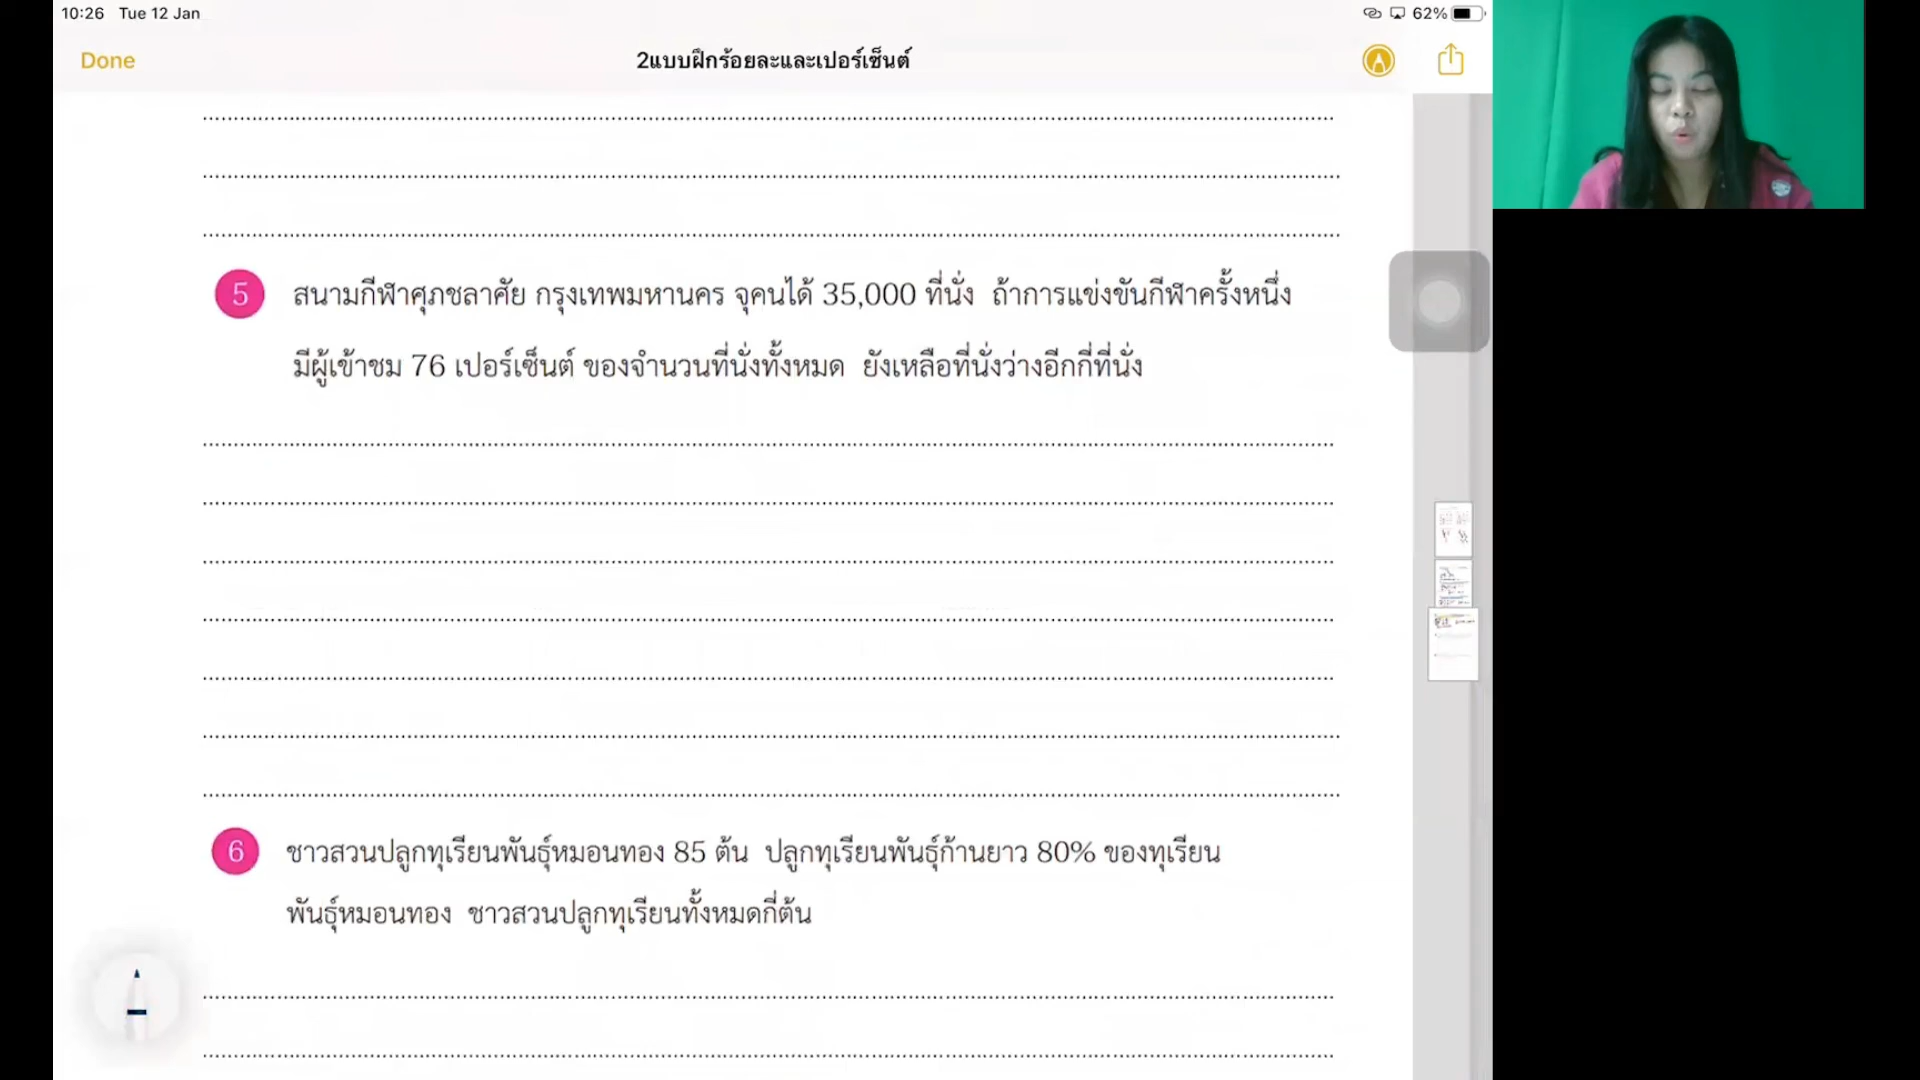 10:26 Tue 12 Jan
62%
Done
2แบบฝึกร้อยละและเปอร์เซ็นต์
5 สนามกีฬาศุภชลาศัย กรุงเทพมหานคร จุคนได้ 35,000 ที่นั่ง ถ้าการแข่งขันกีฬาครั้งหนึ่ง
มีผู้เข้าชม 76 เปอร์เซ็นต์ ของจำนวนที่นั่งทั้งหมด ยังเหลือที่นั่งว่างอีกกี่ที่นั่ง
6 ชาวสวนปลูกทุเรียนพันธุ์หมอนทอง 85 ต้น ปลูกทุเรียนพันธุ์ก้านยาว 80% ของทุเรียน
พันธุ์หมอนทอง ชาวสวนปลูกทุเรียนทั้งหมดกี่ต้น